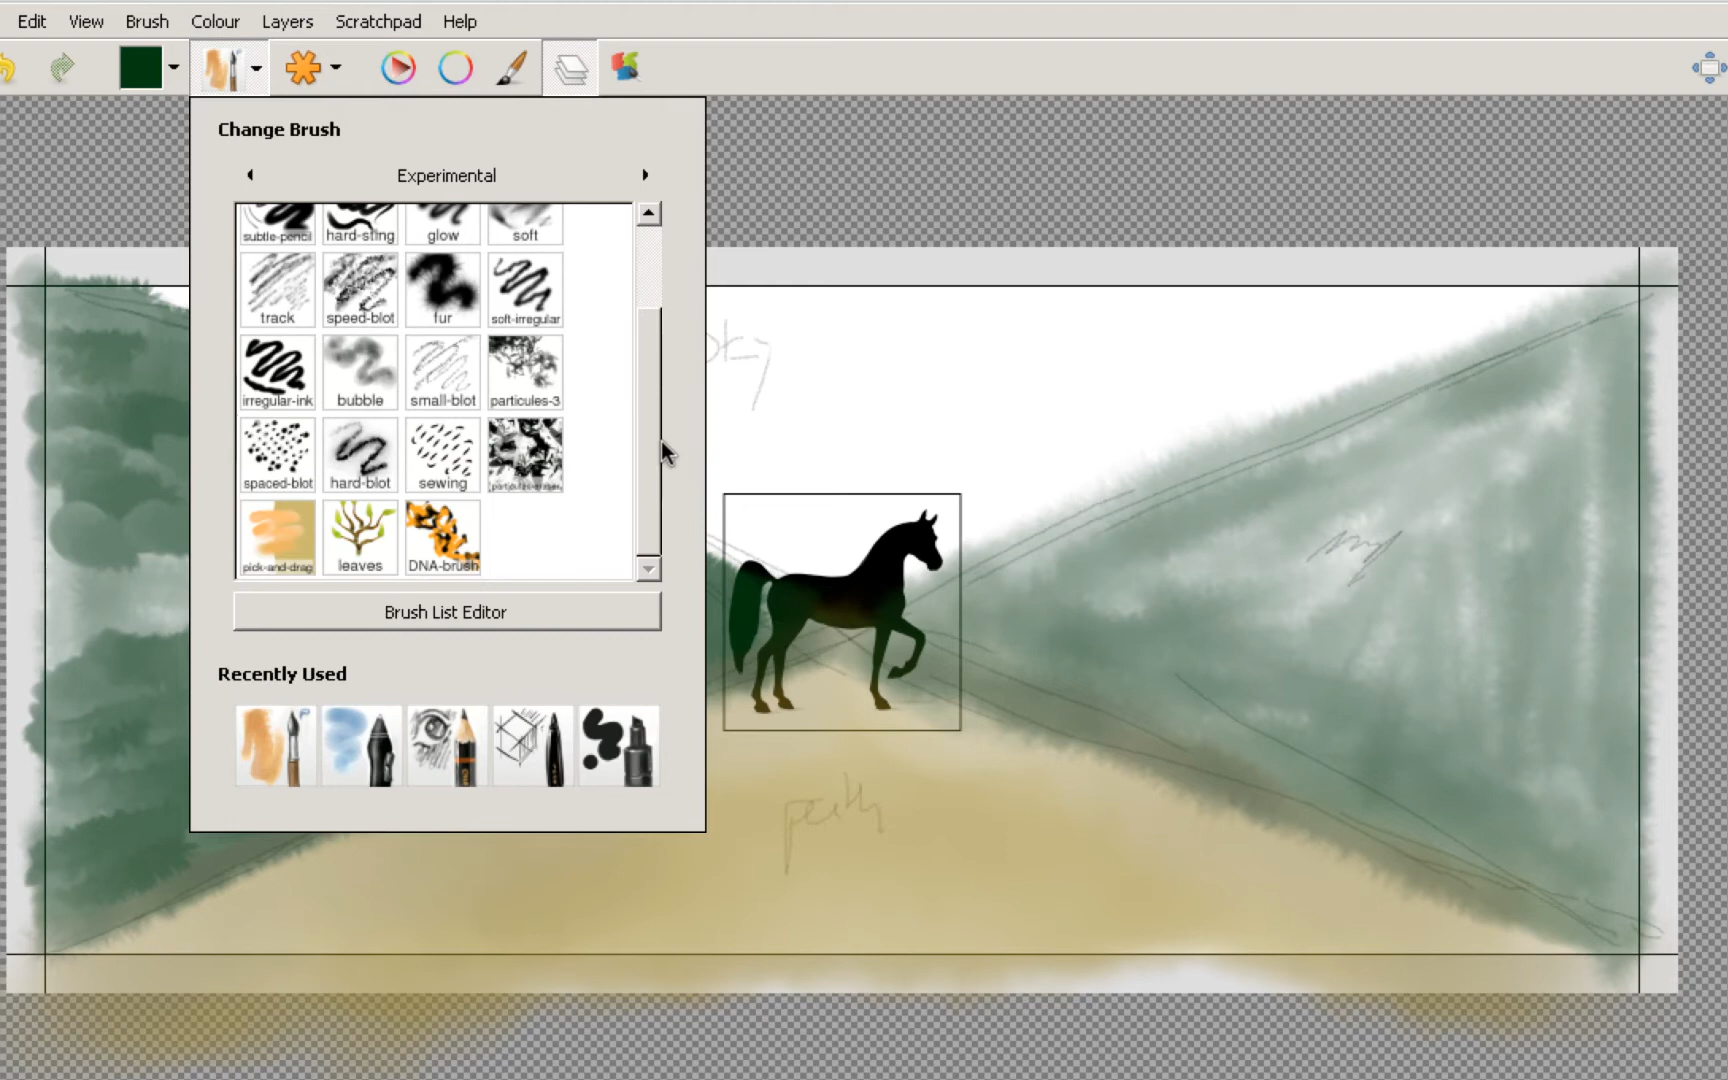 Edit View Brush Colour Layers Scratchpad Help
Change Brush
Experimental
subtle-pencil hard-sting glow soft
track speed-blot fur soft-irregular
irregular-ink bubble small-blot particules-3
spaced-blot hard-blot sewing particules-eraser
pick-and-drag leaves DNA-brush
Brush List Editor
Recently Used
path